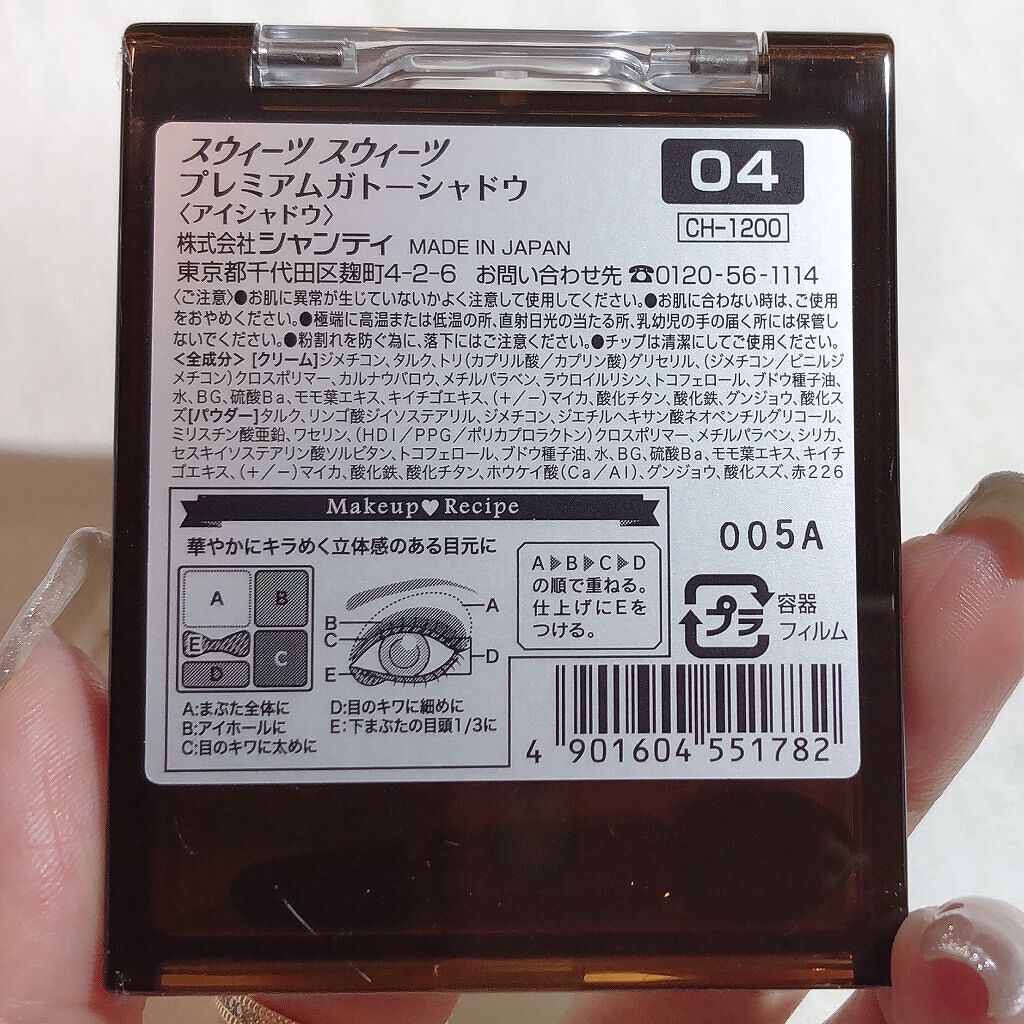 スウィーツ スウィーツ
プレミアムガトーシャドウ
〈アイシャドウ〉
04
CH-1200
株式会社シャンティ MADE IN JAPAN
東京都千代田区麹町4-2-6 お問い合わせ先 ☎0120-56-1114
〈ご注意〉●お肌に異常が生じていないかよく注意して使用してください。●お肌に合わない時は、ご使用
をおやめください。●極端に高温または低温の所、直射日光の当たる所、乳幼児の手の届く所には保管し
ないでください。●粉割れを防ぐ為に、落下にはご注意ください。●チップは清潔にしてご使用ください。
<全成分> [クリーム]ジメチコン、タルク、トリ(カプリル酸/カプリン酸)グリセリル、(ジメチコン/ビニルジ
メチコン)クロスポリマー、カルナウバロウ、メチルパラベン、ラウロイルリシン、トコフェロール、ブドウ種子油、
水、BG、硫酸Ba、モモ葉エキス、キイチゴエキス、(+/−)マイカ、酸化チタン、酸化鉄、グンジョウ、酸化ス
ズ[パウダー]タルク、リンゴ酸ジイソステアリル、ジメチコン、ジエチルヘキサン酸ネオペンチルグリコール、
ミリスチン酸亜鉛、ワセリン、(HDI/PPG/ポリカプロラクトン)クロスポリマー、メチルパラベン、シリカ、
セスキイソステアリン酸ソルビタン、トコフェロール、ブドウ種子油、水、BG、硫酸Ba、モモ葉エキス、キイチ
ゴエキス、(+/−)マイカ、酸化鉄、酸化チタン、ホウケイ酸(Ca/Al)、グンジョウ、酸化スズ、赤226
Makeup♥Recipe
華やかにキラめく立体感のある目元に
A
B
E
C
D
A
B
C
D
E
A▶B▶C▶D
の順で重ねる。
仕上げにEを
つける。
A:まぶた全体に
B:アイホールに
C:目のキワに太めに
D:目のキワに細めに
E:下まぶたの目頭1/3に
005A
プラ
容器
フィルム
4 901604 551782